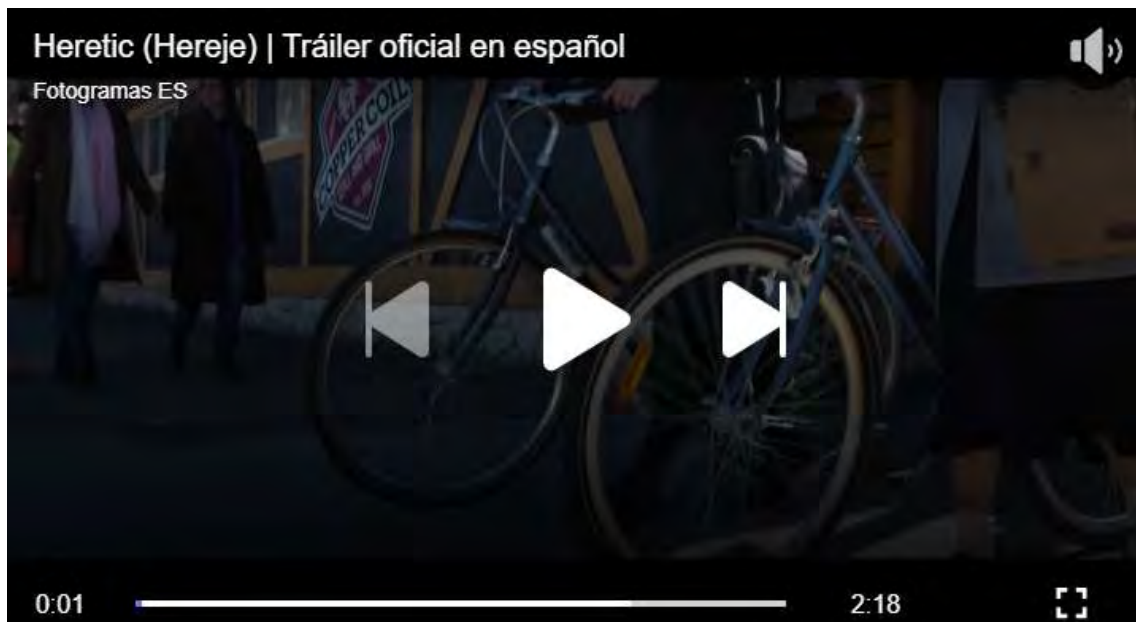 Heretic (Hereje) | Tráiler oficial en español
Fotogramas ES
COPPER COIL
0:01
2:18